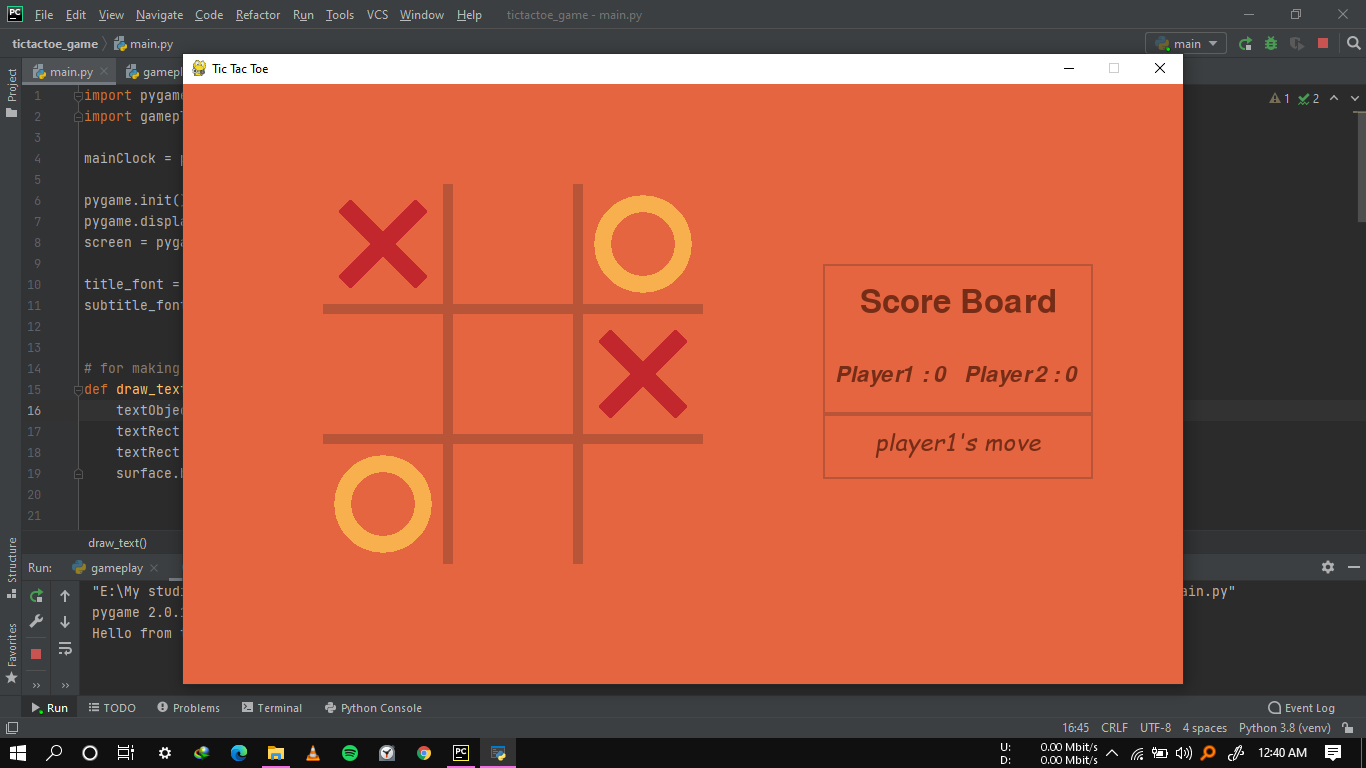 PC File Edit View Navigate Code Refactor Run Tools VCS Window Help tictactoe_game - main.py
tictactoe_game main.py main
main.py gamepl
Tic Tac Toe
Project
1 import pygame
2 import gamepl
3
4 mainClock = p
5
6 pygame.init()
7 pygame.displa
8 screen = pyga
9
10 title_font =
11 subtitle_font
12
13
14 # for making
15 def draw_text
16 textObjec
17 textRect
18 textRect
19 surface.
20
21
1 2
Score Board
Player1 : 0 Player2 : 0
player1's move
draw_text()
Structure
Favorites
Run: gameplay
"E:\My studi ain.py"
pygame 2.0.
Hello from
Run TODO Problems Terminal Python Console Event Log
16:45 CRLF UTF-8 4 spaces Python 3.8 (venv)
U: 0.00 Mbit/s
D: 0.00 Mbit/s
PC
12:40 AM